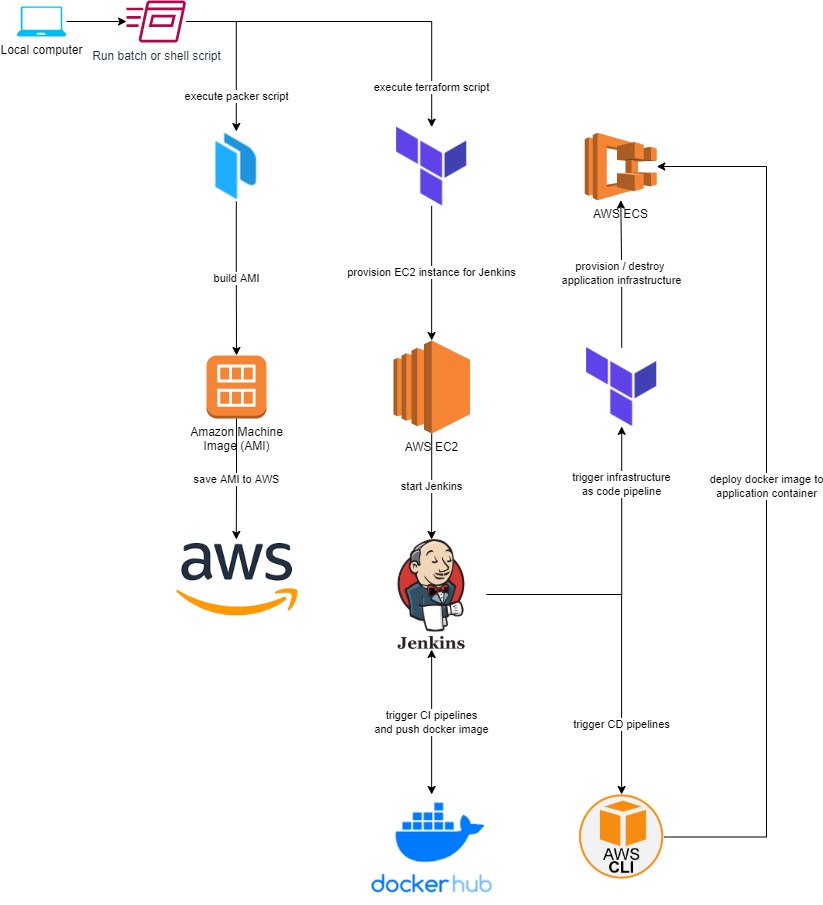 Local computer
Run batch or shell script
execute packer script
execute terraform script
AWS ECS
build AMI
provision EC2 instance for Jenkins
provision / destroy
application infrastructure
Amazon Machine
Image (AMI)
AWS EC2
save AMI to AWS
start Jenkins
trigger infrastructure
as code pipeline
deploy docker image to
application container
aws
Jenkins
trigger CI pipelines
and push docker image
trigger CD pipelines
AWS
CLI
docker hub